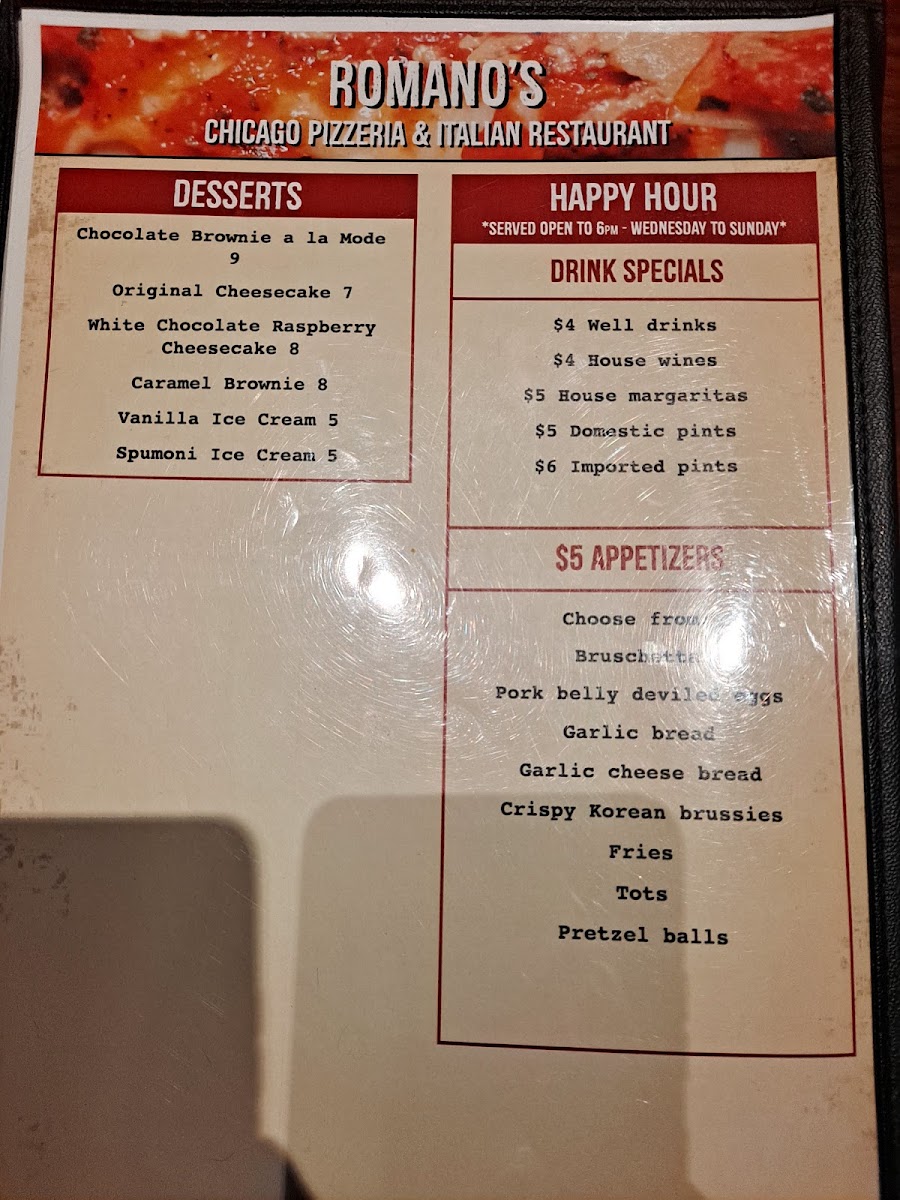 ROMANO'S
CHICAGO PIZZERIA & ITALIAN RESTAURANT
DESSERTS
Chocolate Brownie a la Mode
9
Original Cheesecake 7
White Chocolate Raspberry
Cheesecake 8
Caramel Brownie 8
Vanilla Ice Cream 5
Spumoni Ice Cream 5
HAPPY HOUR
*SERVED OPEN TO 6PM - WEDNESDAY TO SUNDAY*
DRINK SPECIALS
$4 Well drinks
$4 House wines
$5 House margaritas
$5 Domestic pints
$6 Imported pints
$5 APPETIZERS
Choose from
Bruschetta
Pork belly deviled eggs
Garlic bread
Garlic cheese bread
Crispy Korean brussies
Fries
Tots
Pretzel balls